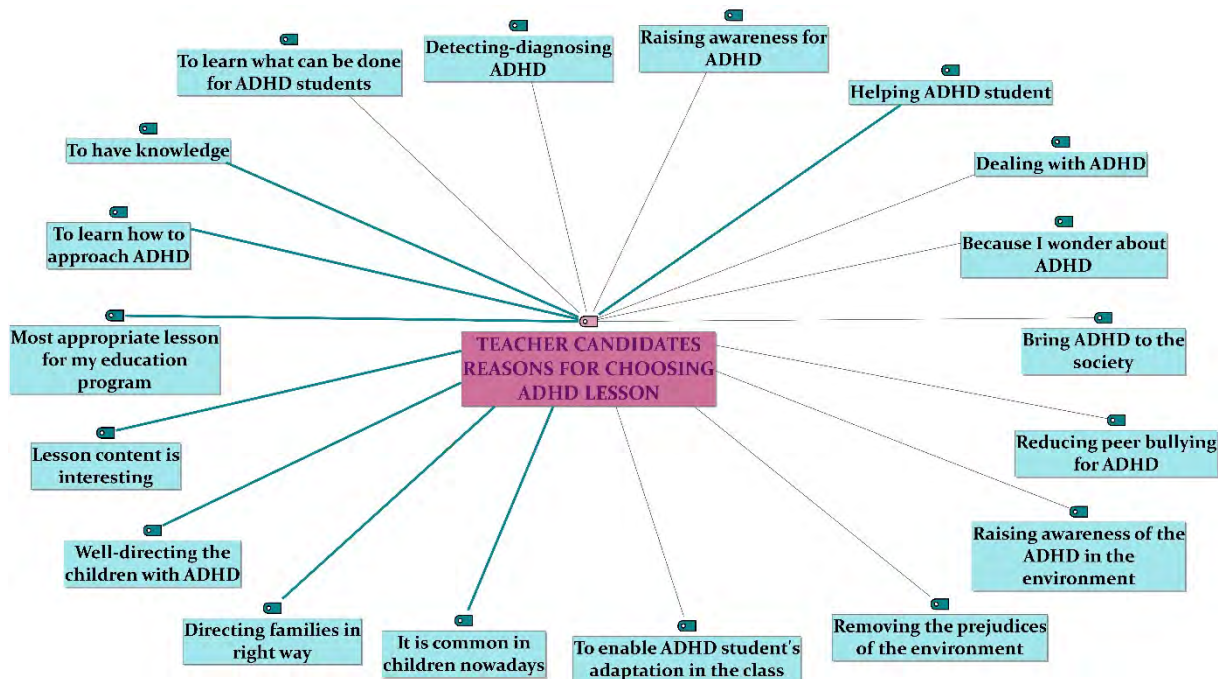 To learn what can be done
for ADHD students
Detecting-diagnosing
ADHD
Raising awareness for
ADHD
Helping ADHD student
To have knowledge
Dealing with ADHD
To learn how to
approach ADHD
Because I wonder about
ADHD
Most appropriate lesson
for my education
program
TEACHER CANDIDATES
REASONS FOR CHOOSING
ADHD LESSON
Bring ADHD to the
society
Lesson content is
interesting
Reducing peer bullying
for ADHD
Well-directing the
children with ADHD
Raising awareness of the
ADHD in the
environment
Directing families in
right way
It is common in
children nowadays
To enable ADHD student's
adaptation in the class
Removing the prejudices
of the environment